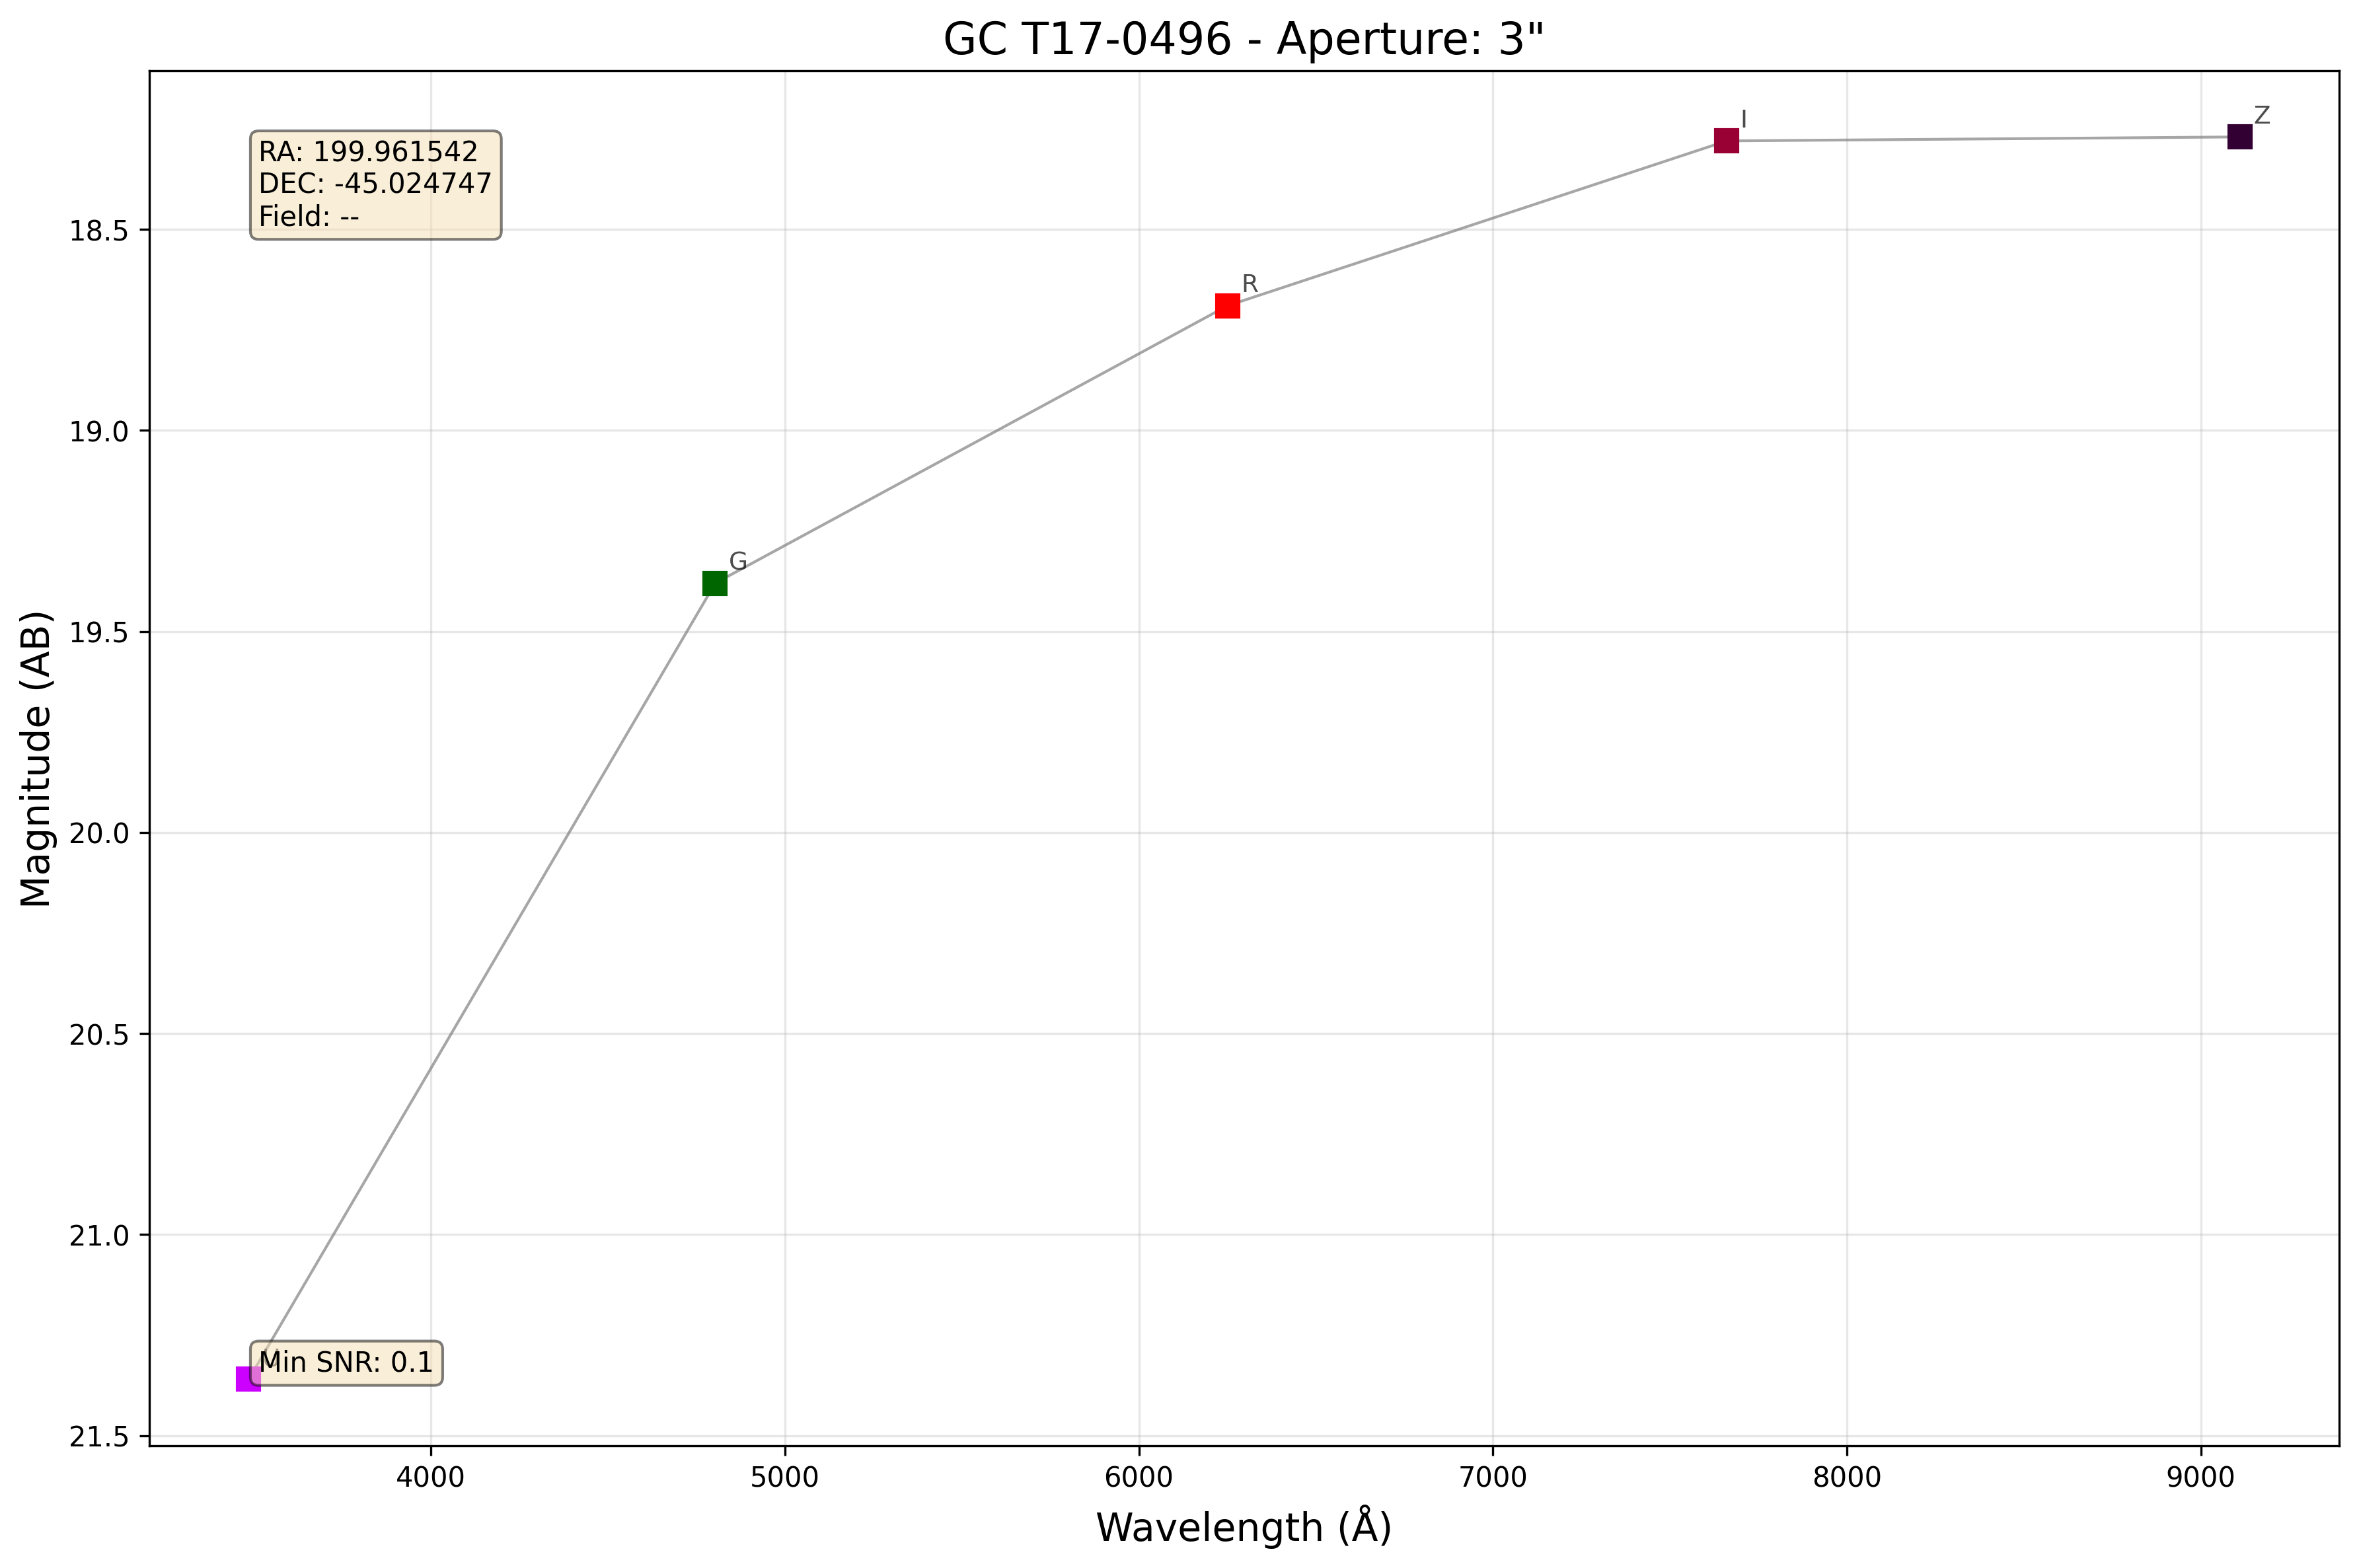 GC T17-0496 - Aperture: 3"
RA: 199.961542
DEC: -45.024747
Field: --
I
Z
R
G
Min SNR: 0.1
18.5
19.0
19.5
20.0
20.5
21.0
21.5
Magnitude (AB)
4000
5000
6000
7000
8000
9000
Wavelength (Å)